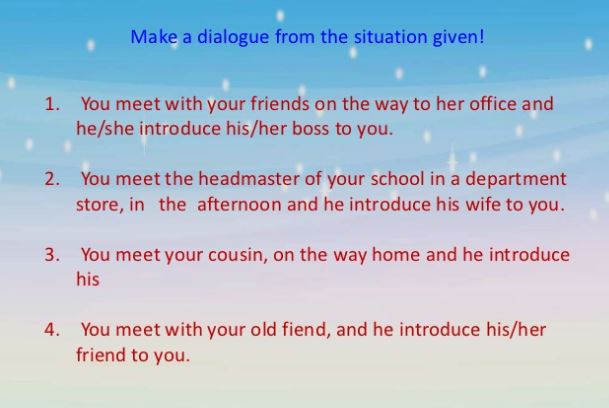 Make a dialogue from the situation given!
1. You meet with your friends on the way to her office and
he/she introduce his/her boss to you.
2. You meet the headmaster of your school in a department
store, in the afternoon and he introduce his wife to you.
3. You meet your cousin, on the way home and he introduce
his
4. You meet with your old fiend, and he introduce his/her
friend to you.